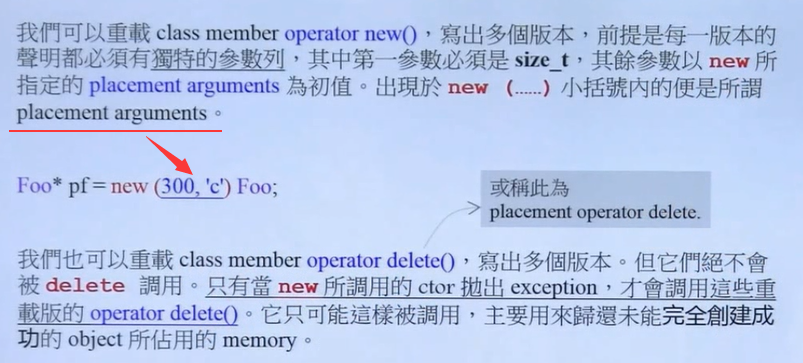 我們可以重載 class member operator new()，寫出多個版本，前提是每一版本的
聲明都必須有獨特的參數列，其中第一參數必須是 size_t，其餘參數以 new 所
指定的 placement arguments 為初值。出現於 new (……) 小括號內的便是所謂
placement arguments。
Foo* pf = new (300, 'c') Foo;
或稱此為
placement operator delete.
我們也可以重載 class member operator delete()，寫出多個版本。但它們絕不會
被 delete 調用。只有當 new 所調用的 ctor 拋出 exception，才會調用這些重
載版的 operator delete()。它只可能這樣被調用，主要用來歸還未能完全創建成
功的 object 所佔用的 memory。